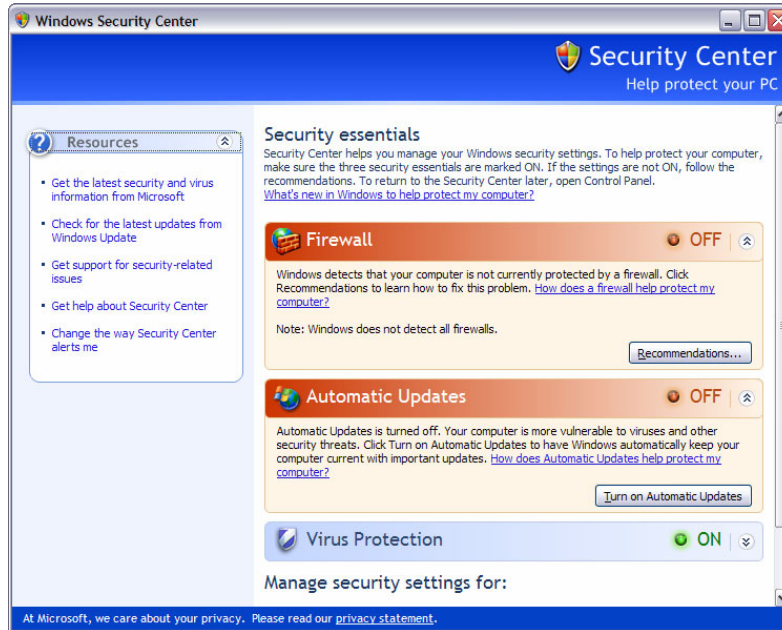 Windows Security Center
Security Center
Help protect your PC
Resources
Get the latest security and virus
information from Microsoft
Check for the latest updates from
Windows Update
Get support for security-related
issues
Get help about Security Center
Change the way Security Center
alerts me
Security essentials
Security Center helps you manage your Windows security settings. To help protect your computer,
make sure the three security essentials are marked ON. If the settings are not ON, follow the
recommendations. To return to the Security Center later, open Control Panel.
What's new in Windows to help protect my computer?
Firewall OFF
Windows detects that your computer is not currently protected by a firewall. Click
Recommendations to learn how to fix this problem. How does a firewall help protect my
computer?
Note: Windows does not detect all firewalls.
Recommendations...
Automatic Updates OFF
Automatic Updates is turned off. Your computer is more vulnerable to viruses and other
security threats. Click Turn on Automatic Updates to have Windows automatically keep your
computer current with important updates. How does Automatic Updates help protect my
computer?
Turn on Automatic Updates
Virus Protection ON
Manage security settings for:
At Microsoft, we care about your privacy. Please read our privacy statement.